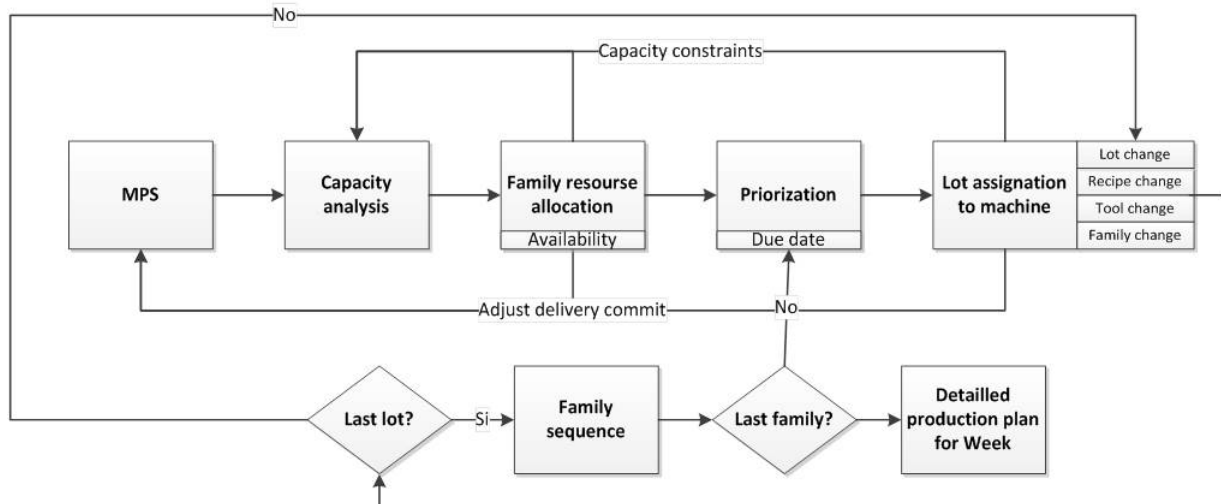 No
Capacity constraints
MPS
Capacity
analysis
Family resourse
allocation
Availability
Priorization
Due date
Lot assignation
to machine
Lot change
Recipe change
Tool change
Family change
Adjust delivery commit
No
Last lot?
Si
Family
sequence
Last family?
Detailled
production plan
for Week